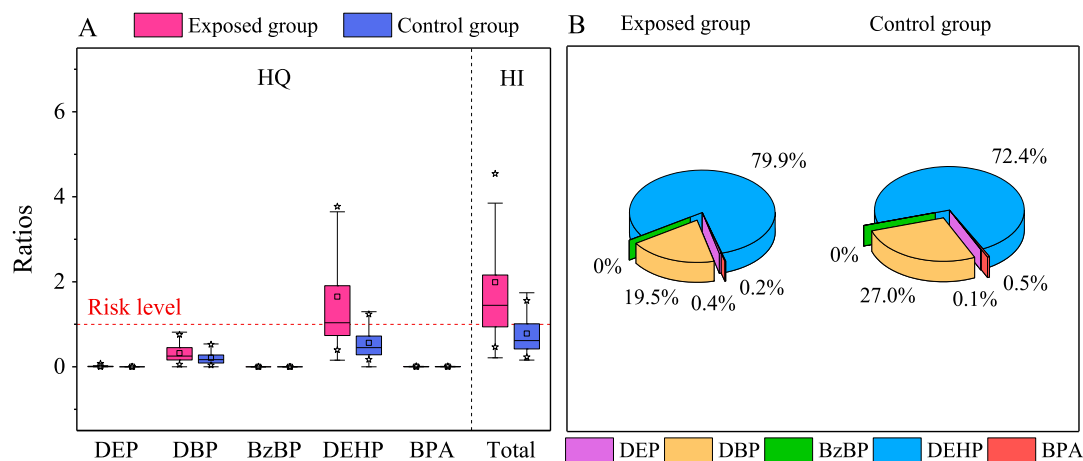 A
Exposed group
Control group
HQ
HI
6
4
2
0
Ratios
Risk level
DEP
DBP
BzBP
DEHP
BPA
Total
B
Exposed group
Control group
79.9%
0%
19.5%
0.4%
0.2%
72.4%
0%
27.0%
0.1%
0.5%
DEP
DBP
BzBP
DEHP
BPA